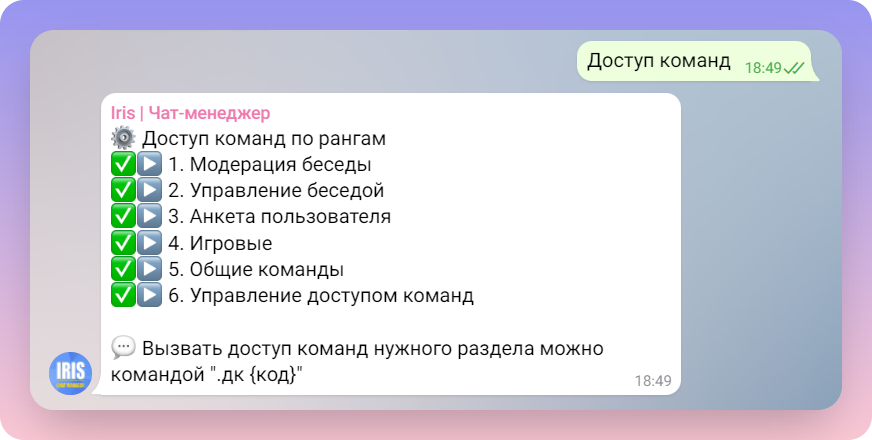 Доступ команд 18:49
Iris | Чат-менеджер
Доступ команд по рангам
1. Модерация беседы
2. Управление беседой
3. Анкета пользователя
4. Игровые
5. Общие команды
6. Управление доступом команд
Вызвать доступ команд нужного раздела можно
командой ".дк {код}"
18:49
IRIS